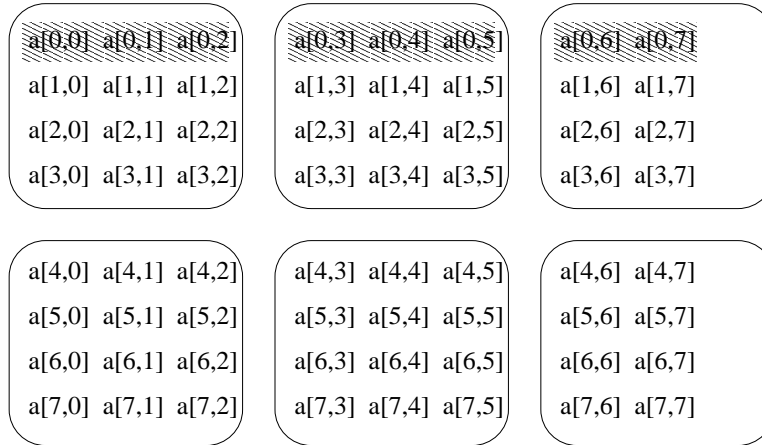 a[0,0] a[0,1] a[0,2] a[0,3] a[0,4] a[0,5] a[0,6] a[0,7]
a[1,0] a[1,1] a[1,2] a[1,3] a[1,4] a[1,5] a[1,6] a[1,7]
a[2,0] a[2,1] a[2,2] a[2,3] a[2,4] a[2,5] a[2,6] a[2,7]
a[3,0] a[3,1] a[3,2] a[3,3] a[3,4] a[3,5] a[3,6] a[3,7]
a[4,0] a[4,1] a[4,2] a[4,3] a[4,4] a[4,5] a[4,6] a[4,7]
a[5,0] a[5,1] a[5,2] a[5,3] a[5,4] a[5,5] a[5,6] a[5,7]
a[6,0] a[6,1] a[6,2] a[6,3] a[6,4] a[6,5] a[6,6] a[6,7]
a[7,0] a[7,1] a[7,2] a[7,3] a[7,4] a[7,5] a[7,6] a[7,7]